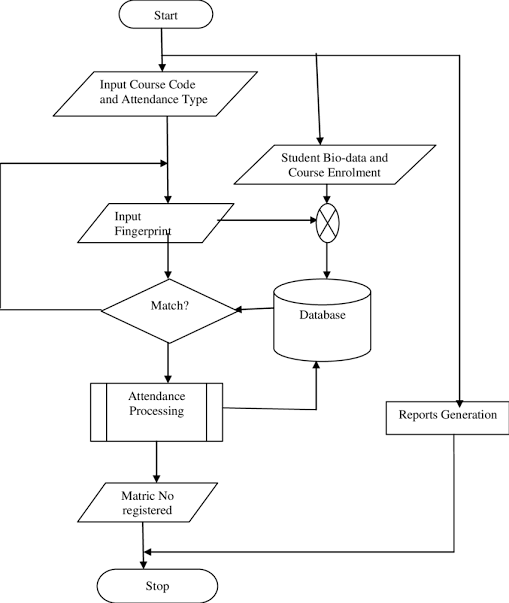 Start
Input Course Code
and Attendance Type
Student Bio-data and
Course Enrolment
Input
Fingerprint
Match?
Database
Attendance
Processing
Reports Generation
Matric No
registered
Stop